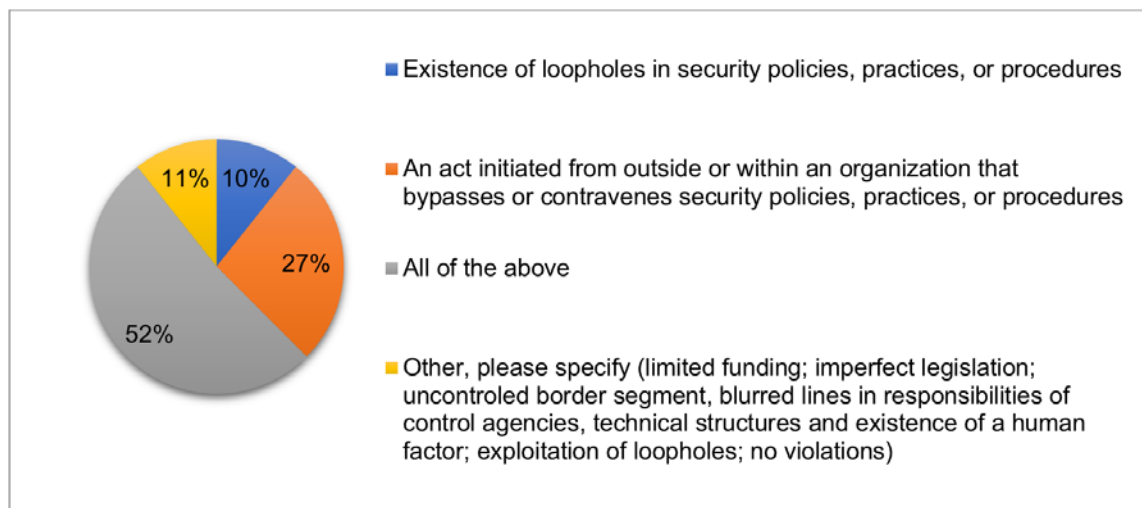 Existence of loopholes in security policies, practices, or procedures
An act initiated from outside or within an organization that
bypasses or contravenes security policies, practices, or procedures
All of the above
Other, please specify (limited funding; imperfect legislation;
uncontroled border segment, blurred lines in responsibilities of
control agencies, technical structures and existence of a human
factor; exploitation of loopholes; no violations)
11%
10%
27%
52%